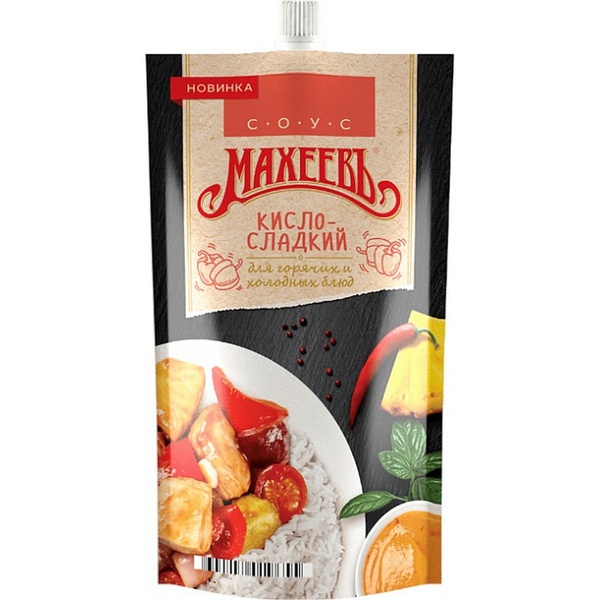 НОВИНКА
С·О·У·С
МАХЕЕВЪ
КИСЛО-
СЛАДКИЙ
для горячих и
холодных блюд